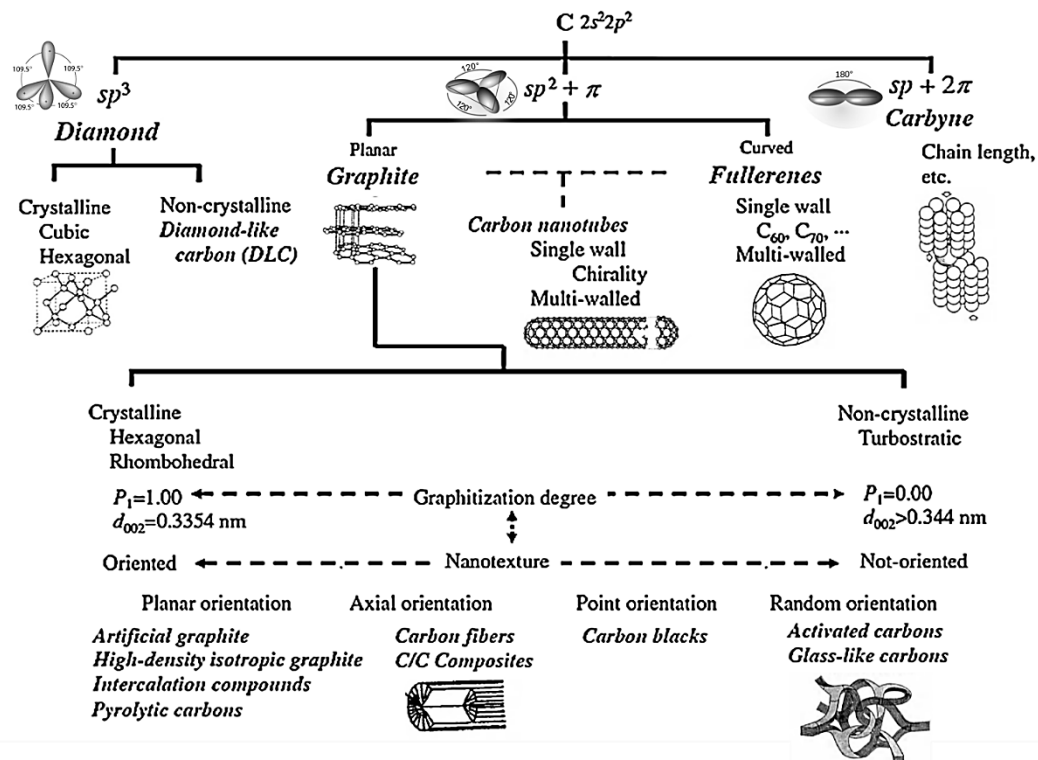 C 2s²2p²
109.5°
109.5°
109.5°
109.5°
sp³
Diamond
120°
120°
120°
sp² + π
180°
sp + 2π
Carbyne
Crystalline
Cubic
Hexagonal
Non-crystalline
Diamond-like
carbon (DLC)
Planar
Graphite
Carbon nanotubes
Single wall
Chirality
Multi-walled
Curved
Fullerenes
Single wall
C₆₀, C₇₀, ···
Multi-walled
Chain length,
etc.
Crystalline
Hexagonal
Rhombohedral
Non-crystalline
Turbostratic
P₁=1.00
d₀₀₂=0.3354 nm
Graphitization degree
P₁=0.00
d₀₀₂>0.344 nm
Oriented
Nanotexture
Not-oriented
Planar orientation
Artificial graphite
High-density isotropic graphite
Intercalation compounds
Pyrolytic carbons
Axial orientation
Carbon fibers
C/C Composites
Point orientation
Carbon blacks
Random orientation
Activated carbons
Glass-like carbons